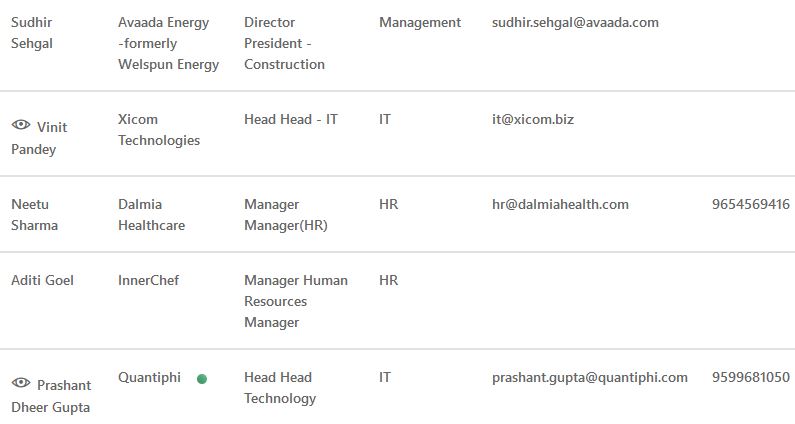 Sudhir
Sehgal
Avaada Energy
-formerly
Welspun Energy
Director
President -
Construction
Management
sudhir.sehgal@avaada.com
Vinit
Pandey
Xicom
Technologies
Head Head - IT
IT
it@xicom.biz
Neetu
Sharma
Dalmia
Healthcare
Manager
Manager(HR)
HR
hr@dalmiahealth.com
9654569416
Aditi Goel
InnerChef
Manager Human
Resources
Manager
HR
Prashant
Dheer Gupta
Quantiphi
Head Head
Technology
IT
prashant.gupta@quantiphi.com
9599681050